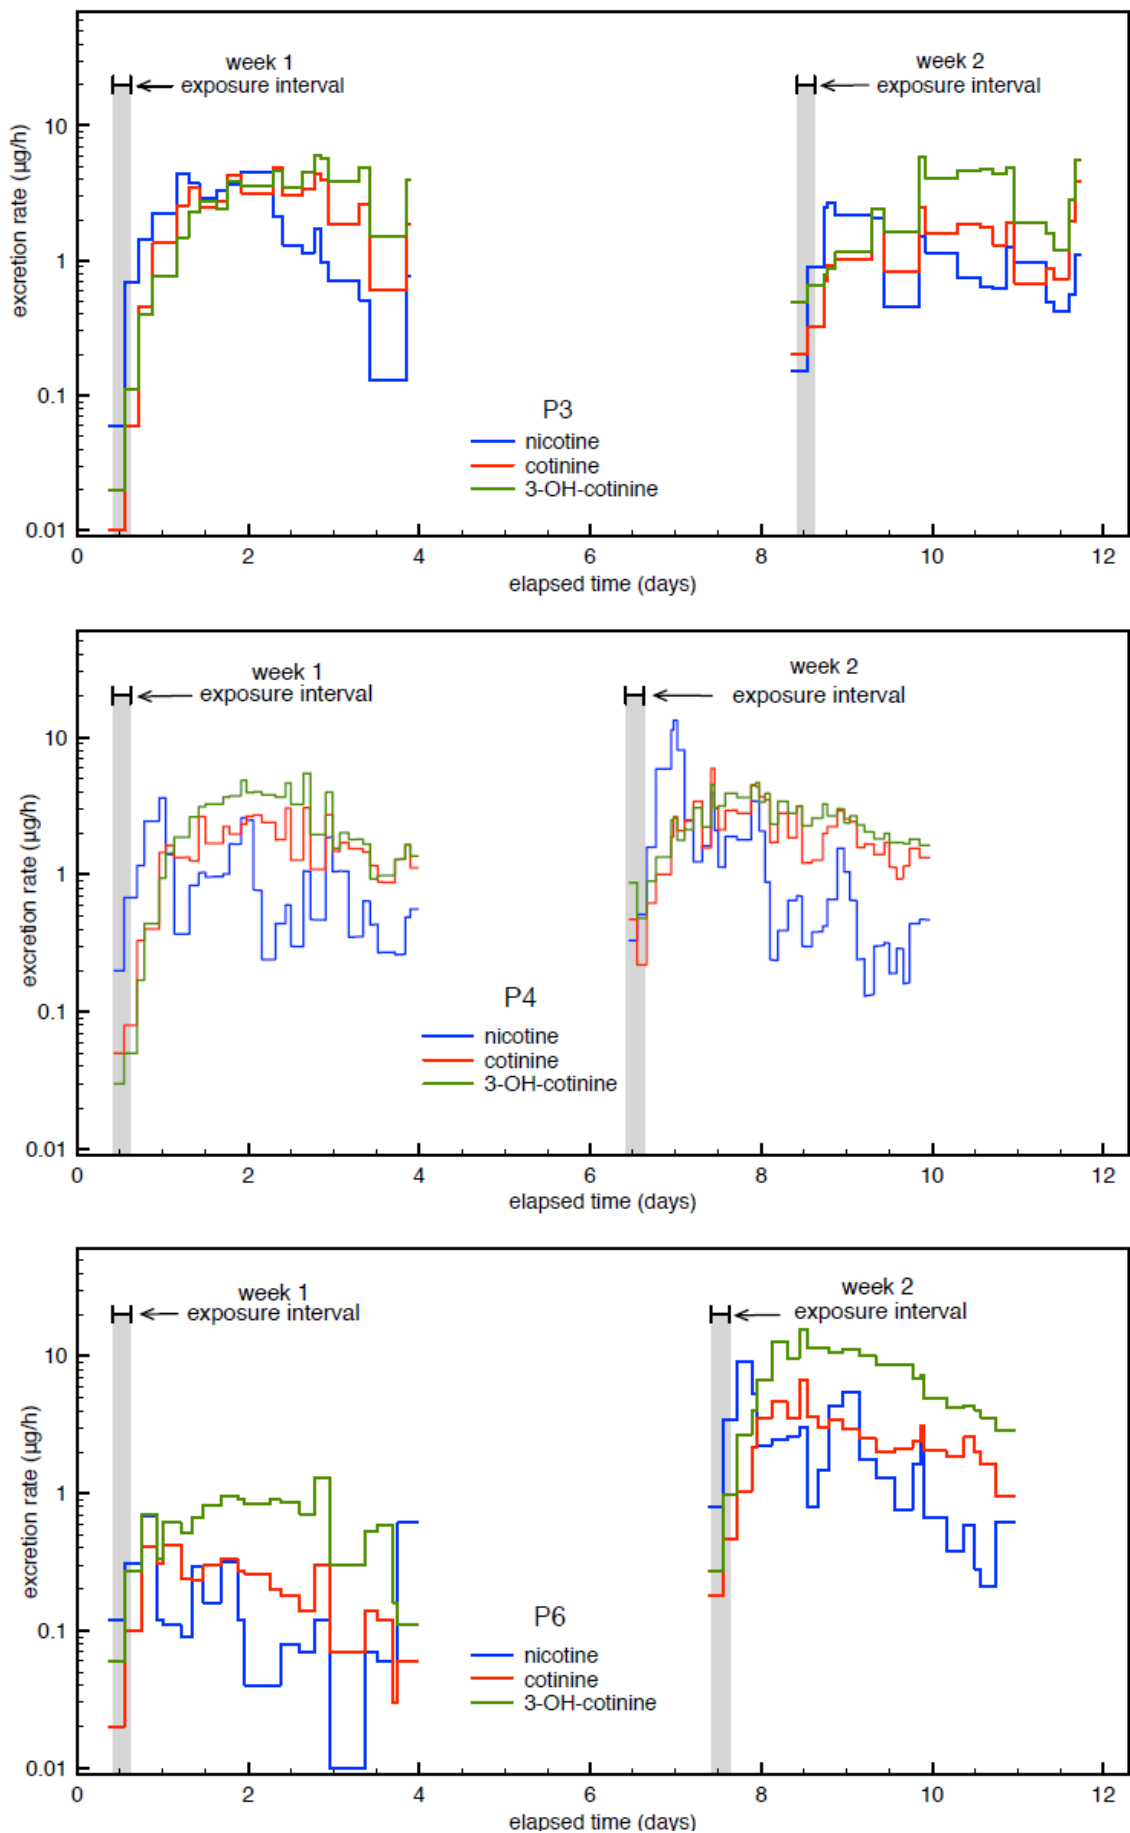 week 1
exposure interval
week 2
exposure interval
10
1
0.1
0.01
excretion rate (µg/h)
P3
nicotine
cotinine
3-OH-cotinine
0 2 4 6 8 10 12
elapsed time (days)
week 1
exposure interval
week 2
exposure interval
10
1
0.1
0.01
excretion rate (µg/h)
P4
nicotine
cotinine
3-OH-cotinine
0 2 4 6 8 10 12
elapsed time (days)
week 1
exposure interval
week 2
exposure interval
10
1
0.1
0.01
excretion rate (µg/h)
P6
nicotine
cotinine
3-OH-cotinine
0 2 4 6 8 10 12
elapsed time (days)